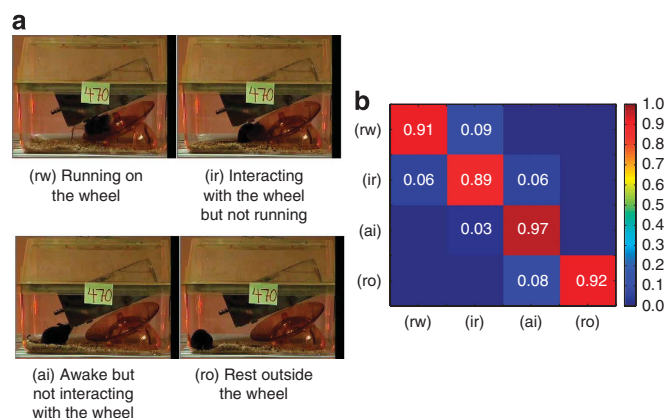 a
470
470
(rw) Running on
the wheel
(ir) Interacting
with the wheel
but not running
470
470
(ai) Awake but
not interacting
with the wheel
(ro) Rest outside
the wheel
b
(rw)
0.91
0.09
(ir)
0.06
0.89
0.06
(ai)
0.03
0.97
(ro)
0.08
0.92
(rw)
(ir)
(ai)
(ro)
1.0
0.9
0.8
0.7
0.6
0.5
0.4
0.3
0.2
0.1
0.0